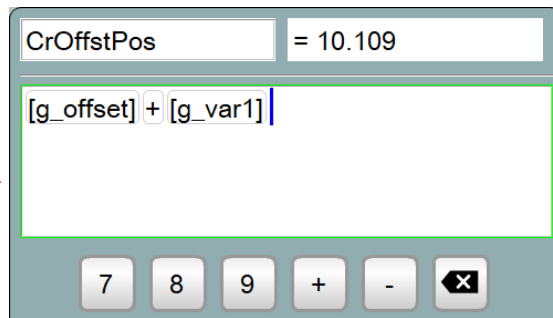 CrOffstPos = 10.109
[g_offset] + [g_var1]
7 8 9 + -